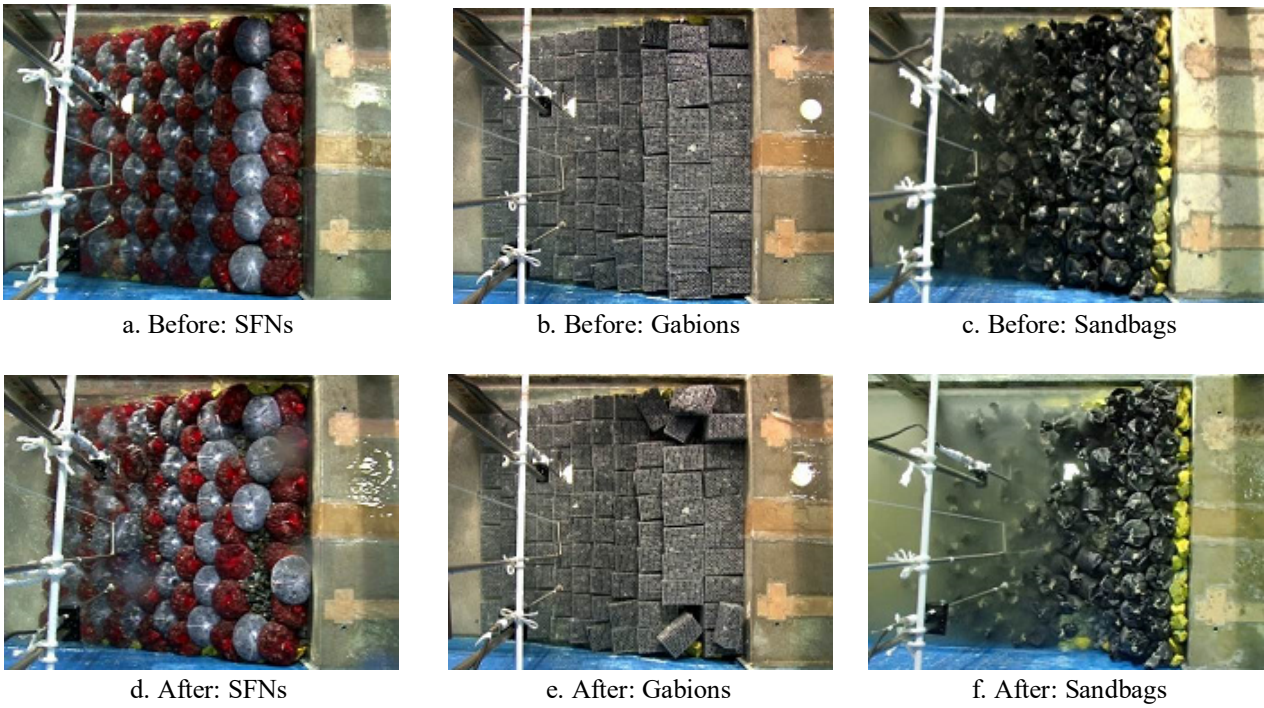 a. Before: SFNs
b. Before: Gabions
c. Before: Sandbags
d. After: SFNs
e. After: Gabions
f. After: Sandbags